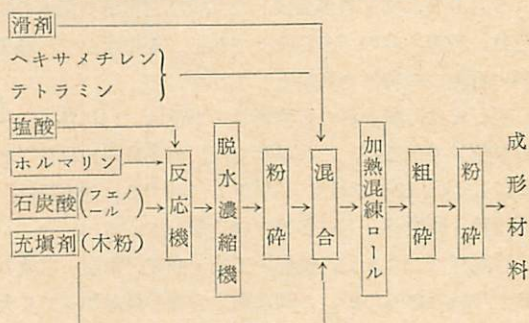 滑剤
ヘキサメチレン
テトラミン
塩酸
ホルマリン
石炭酸(フェノール)
充塡剤(木粉)
反応機
脱水濃縮機
粉砕
混合
加熱混練ロール
粗砕
粉砕
成形材料